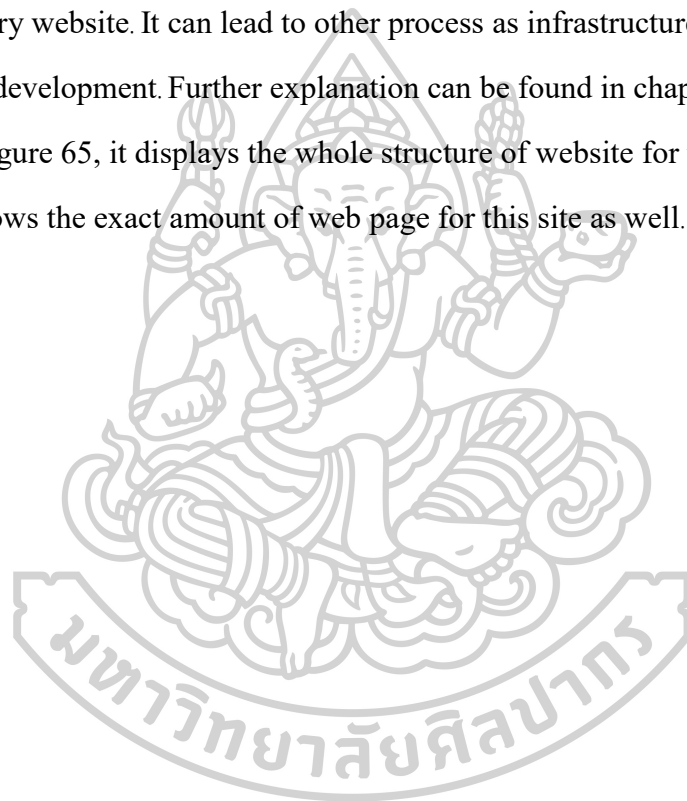 ry website. It can lead to other process as infrastructure
development. Further explanation can be found in chap
gure 65, it displays the whole structure of website for
ows the exact amount of web page for this site as well.
มหาวิทยาลัยศิลปากร